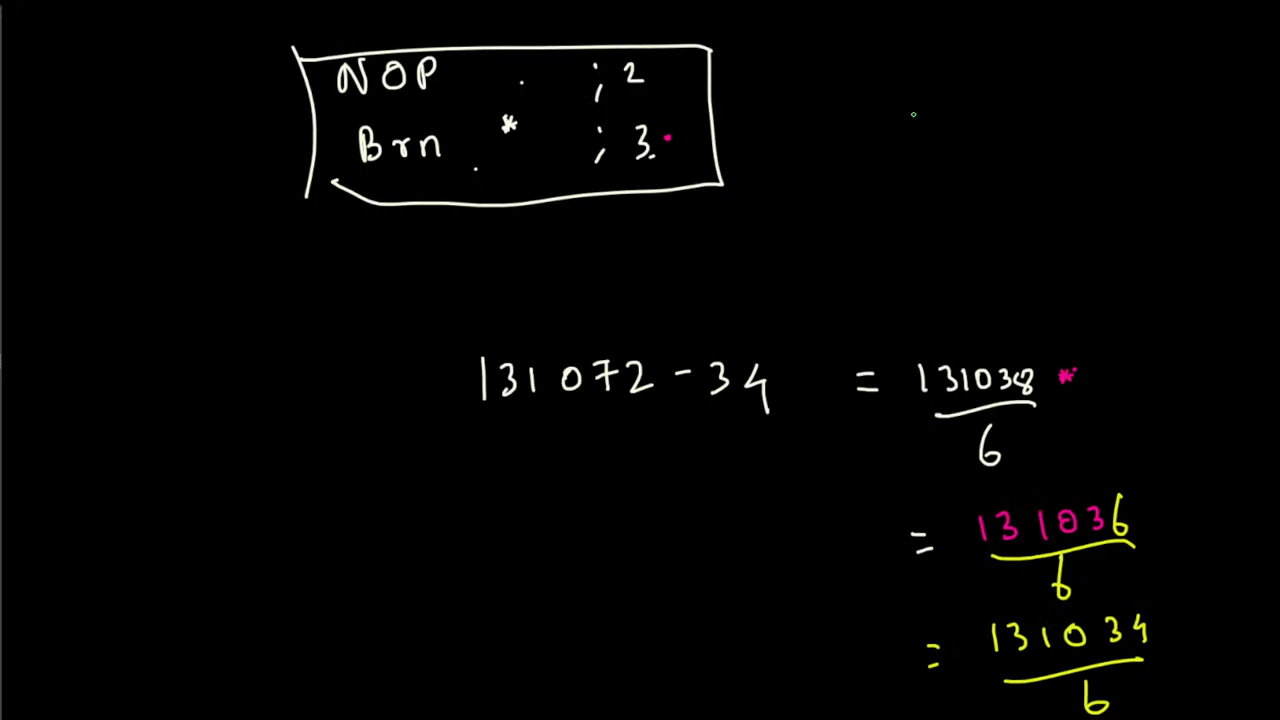 NOP ; 2
Brn * ; 3.
131072 - 34 = 131038 *
6
= 131036
6
= 131034
6